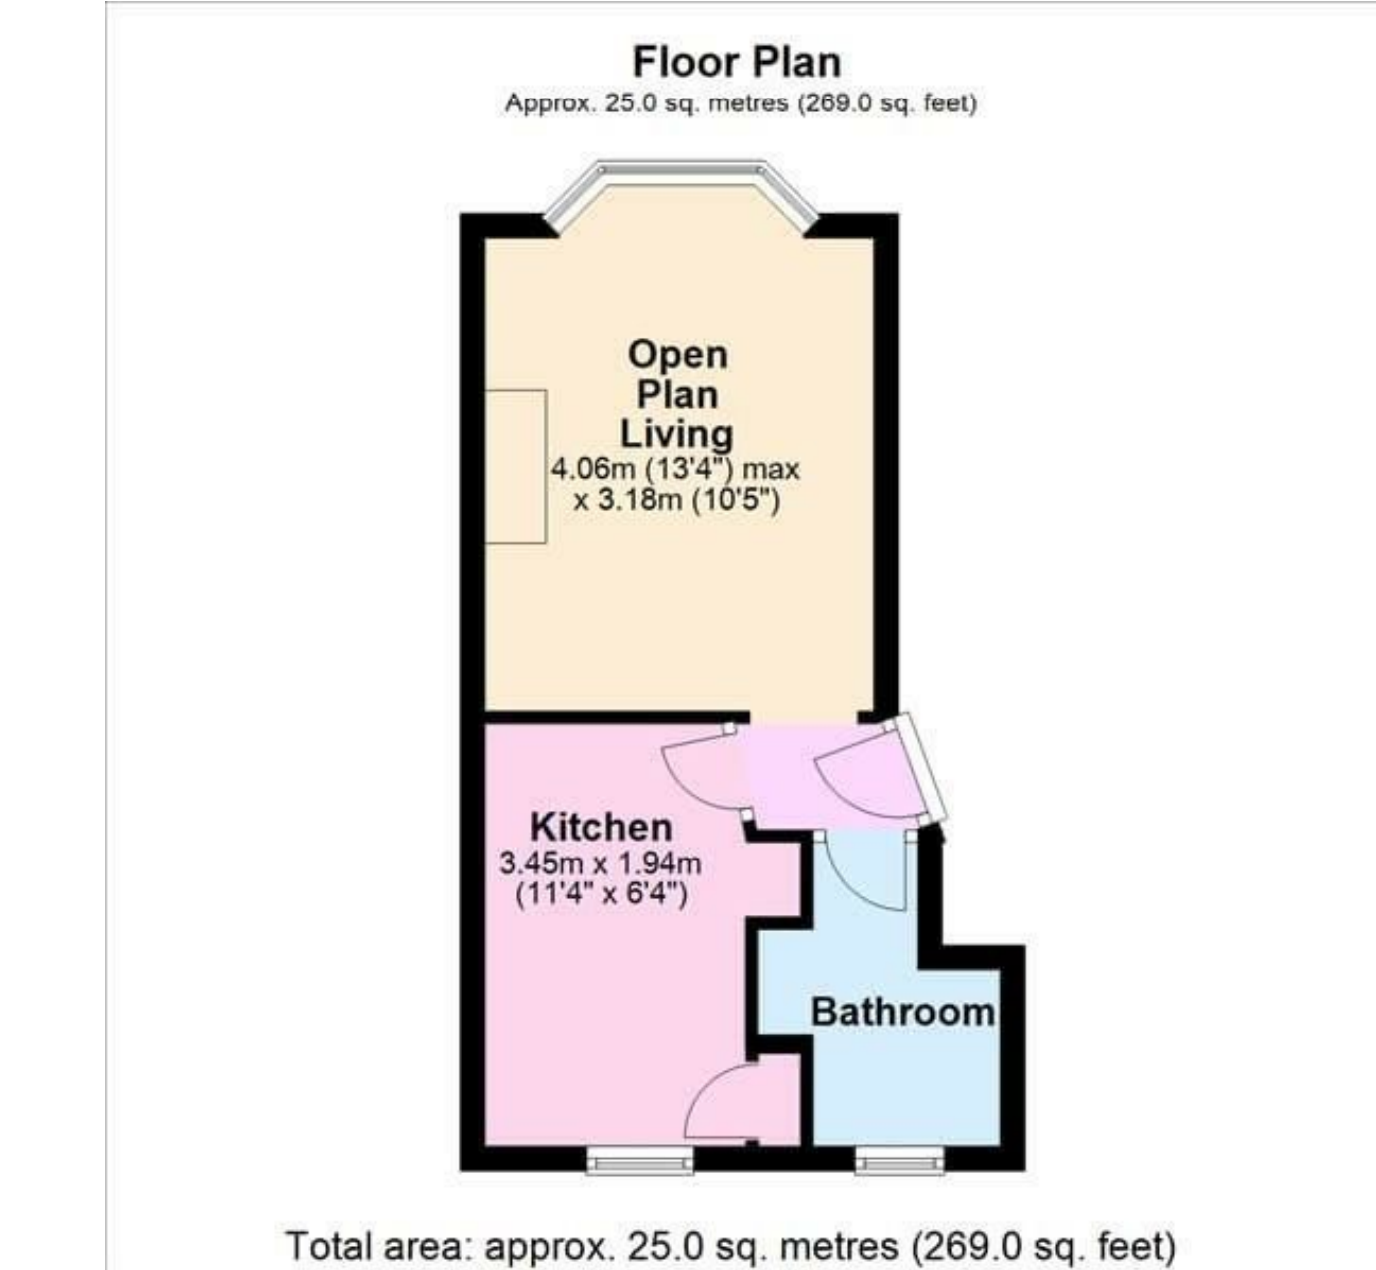 Floor Plan
Approx. 25.0 sq. metres (269.0 sq. feet)
Open
Plan
Living
4.06m (13'4") max
x 3.18m (10'5")
Kitchen
3.45m x 1.94m
(11'4" x 6'4")
Bathroom
Total area: approx. 25.0 sq. metres (269.0 sq. feet)